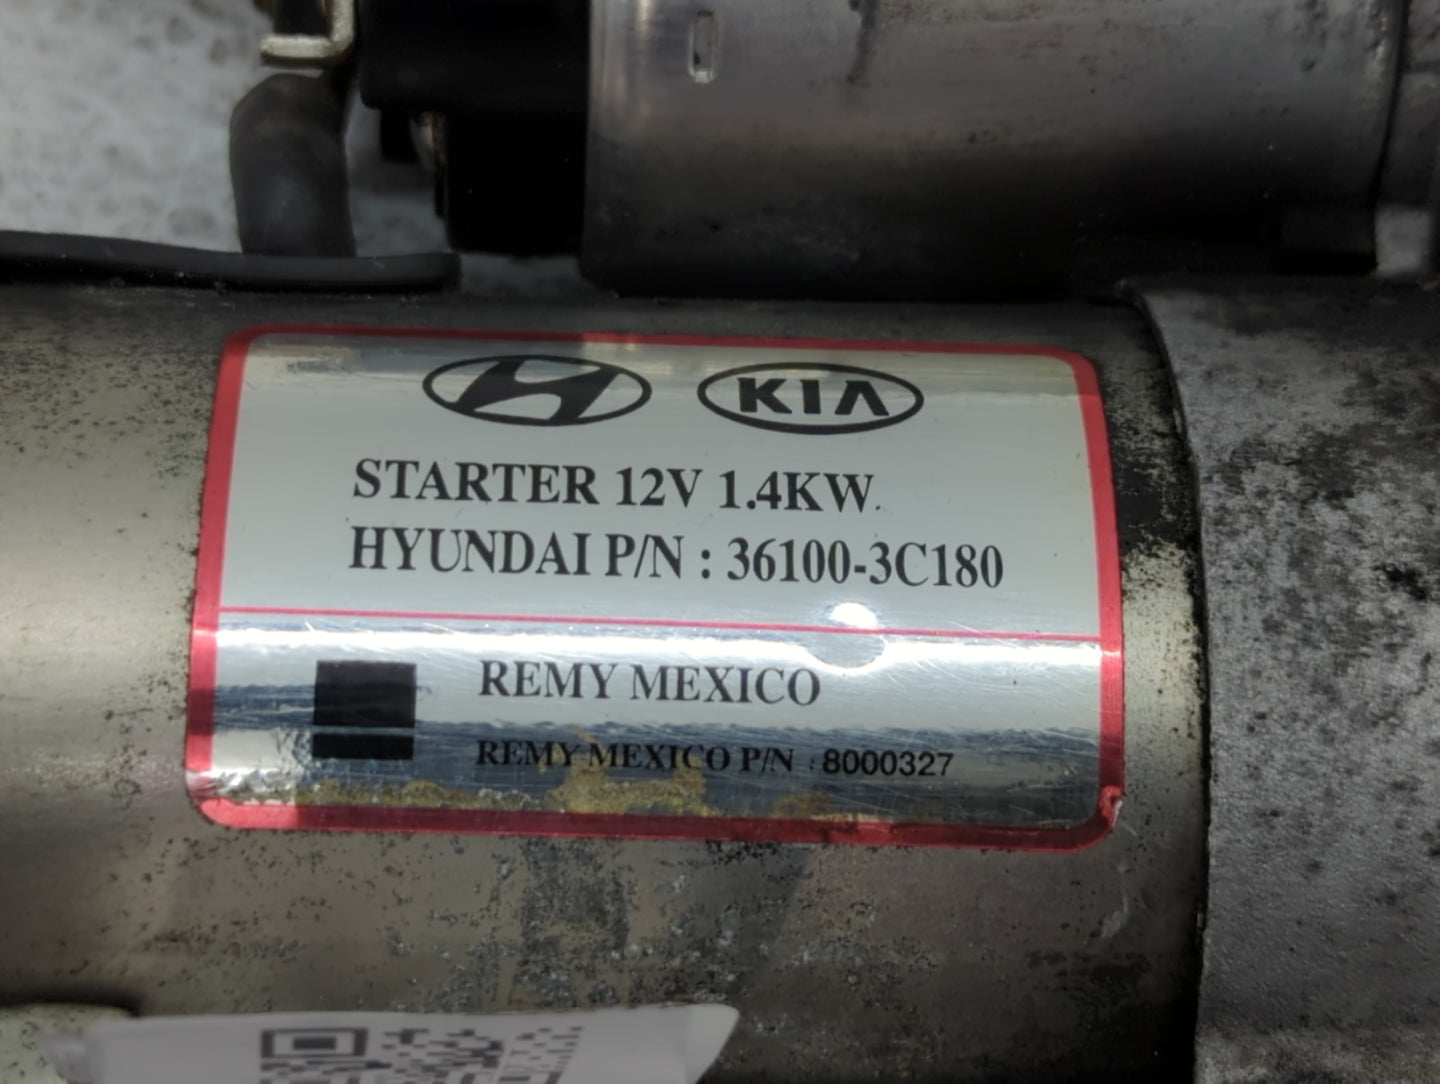 KIA
STARTER 12V 1.4KW
HYUNDAI P/N : 36100-3C180
REMY MEXICO
REMY MEXICO P/N : 8000327